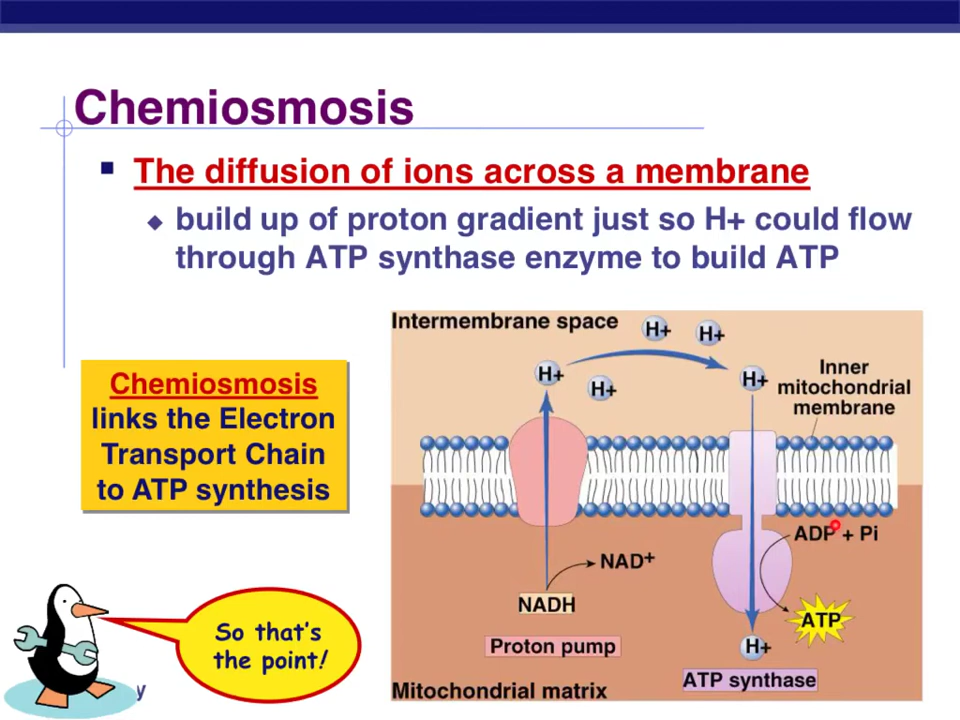 Chemiosmosis
The diffusion of ions across a membrane
build up of proton gradient just so H+ could flow
through ATP synthase enzyme to build ATP
Chemiosmosis
links the Electron
Transport Chain
to ATP synthesis
So that's
the point!
y
Intermembrane space
H+
H+
H+
H+
H+
Inner
mitochondrial
membrane
ADP + Pi
NAD+
NADH
ATP
Proton pump
H+
ATP synthase
Mitochondrial matrix